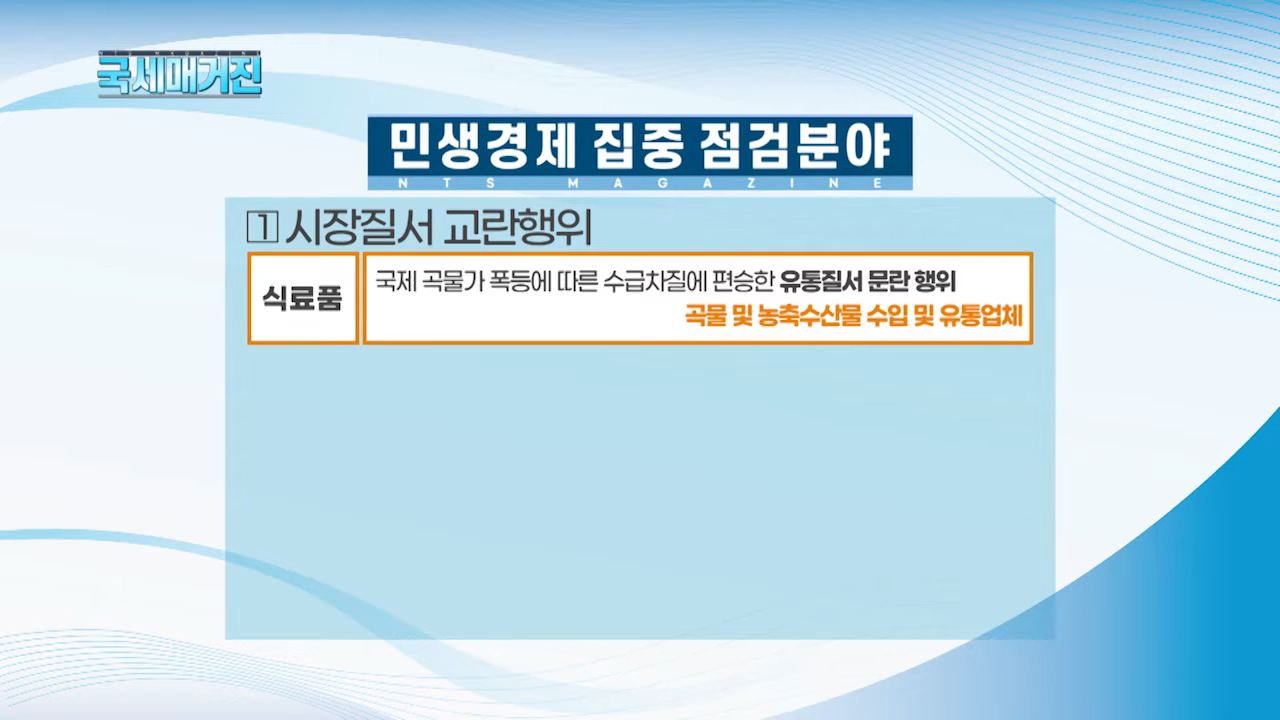 NTS MAGAZINE
국세매거진
민생경제 집중 점검분야
NTS MAGAZINE
1 시장질서 교란행위
식료품
국제 곡물가 폭등에 따른 수급차질에 편승한 유통질서 문란 행위
곡물 및 농축수산물 수입 및 유통업체